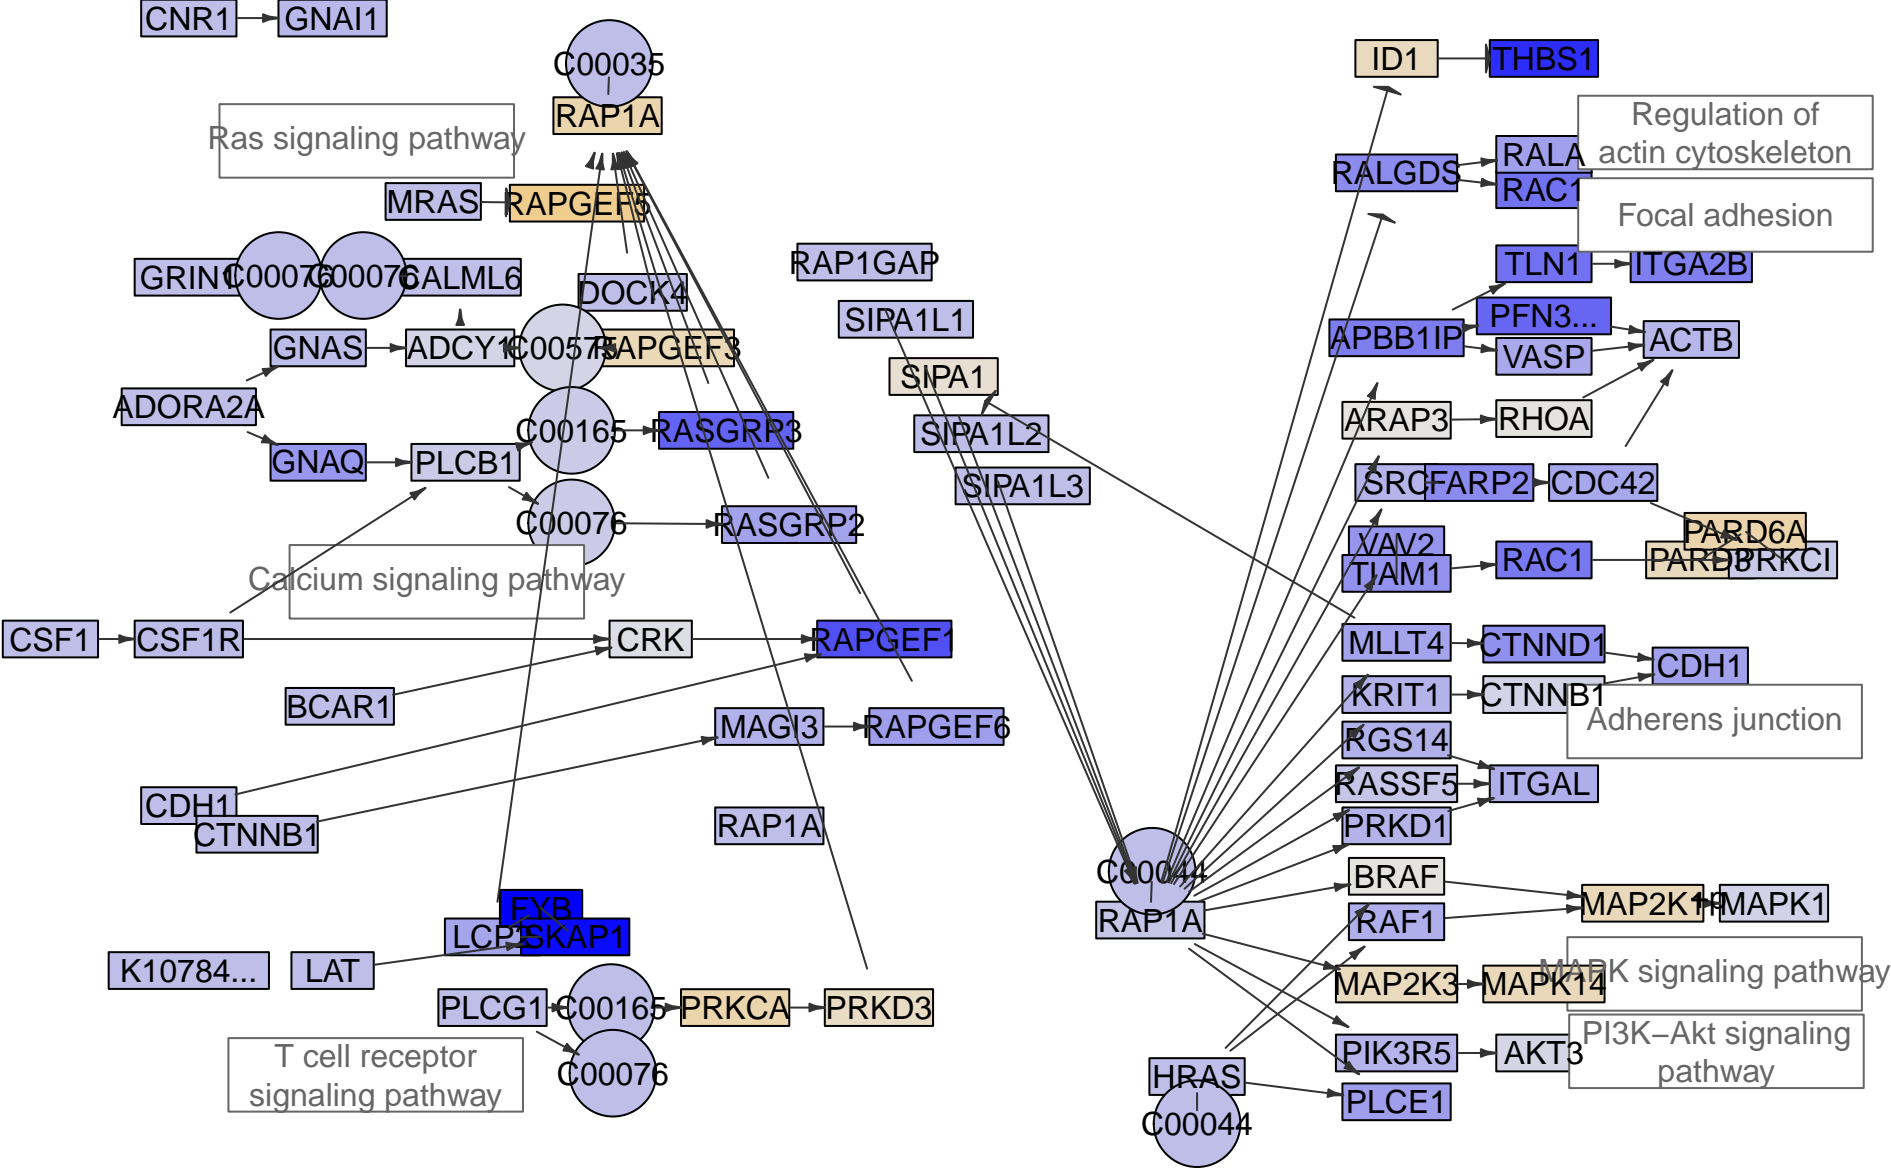 CNR1
GNAI1
C00035
RAP1A
Ras signaling pathway
MRAS
RAPGEF5
GRIN1
C00076
C00076
CALML6
DOCK4
GNAS
ADCY1
C00575
RAPGEF3
ADORA2A
GNAQ
PLCB1
C00165
RASGRP3
C00076
RASGRP2
Calcium signaling pathway
CSF1
CSF1R
CRK
RAPGEF1
BCAR1
MAGI3
RAPGEF6
CDH1
CTNNB1
RAP1A
FYB
SKAP1
K10784...
LAT
PLCG1
C00165
PRKCA
PRKD3
C00076
T cell receptor
signaling pathway
RAP1GAP
SIPA1L1
SIPA1
SIPA1L2
SIPA1L3
C00044
RAP1A
HRAS
C00044
ID1
THBS1
Regulation of
actin cytoskeleton
RALGDS
RALA
RAC1
Focal adhesion
TLN1
ITGA2B
APBB1IP
PFN3...
VASP
ACTB
ARAP3
RHOA
SRC
FARP2
CDC42
VAV2
TIAM1
RAC1
PARD6A
PARD3
PRKCI
MLLT4
CTNND1
CDH1
KRIT1
CTNNB1
Adherens junction
RGS14
RASSF5
ITGAL
PRKD1
BRAF
RAF1
MAP2K1
+p
MAPK1
MAPK signaling pathway
MAP2K3
MAPK14
PI3K−Akt signaling
pathway
PIK3R5
AKT3
PLCE1